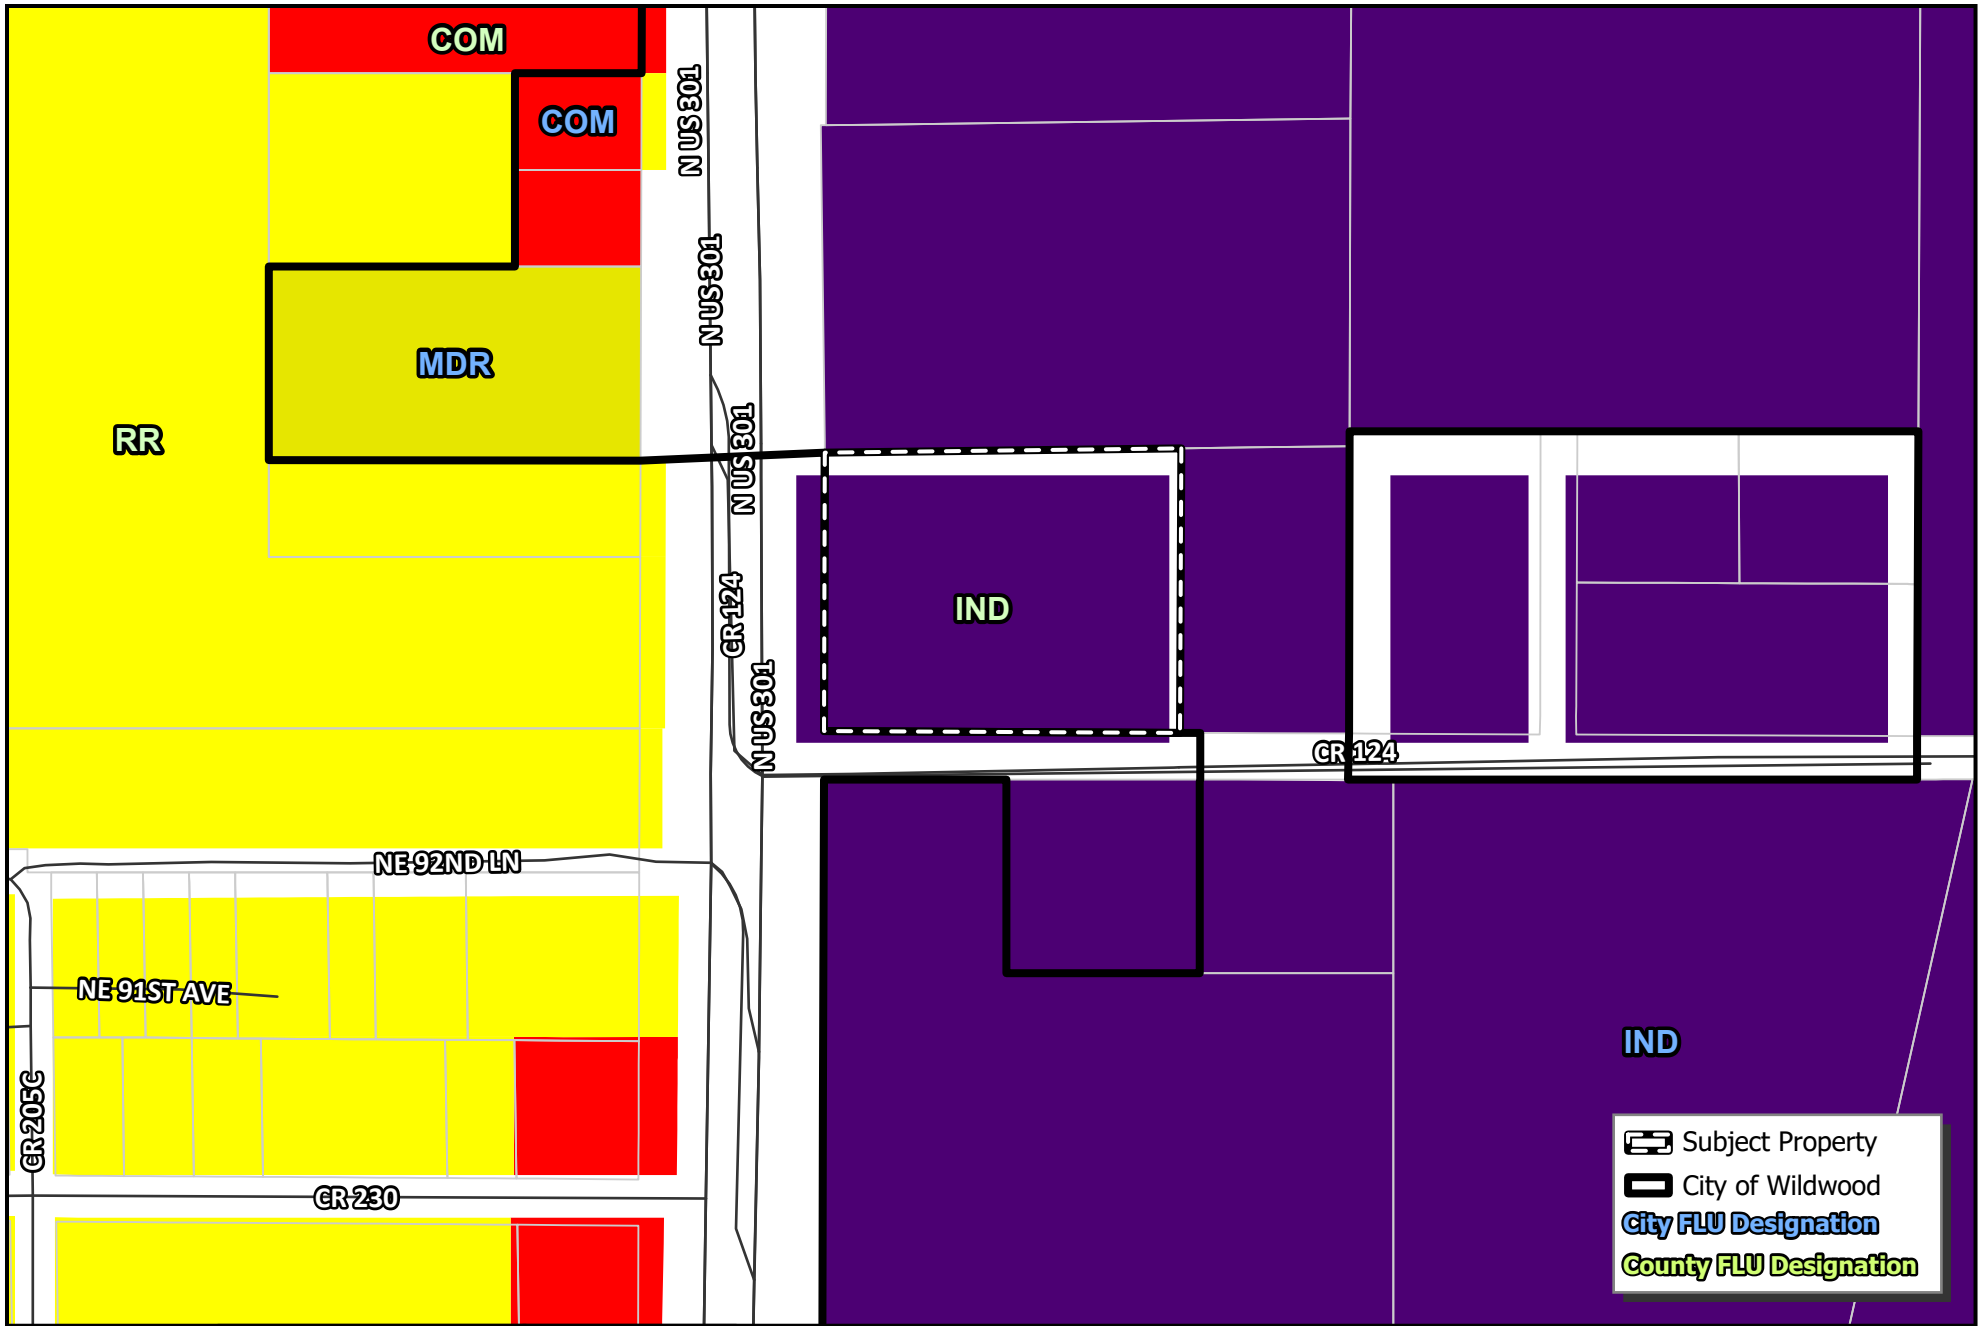 COM
COM
N US 301
N US 301
MDR
RR
N US 301
CR 124
IND
N US 301
CR 124
NE 92ND LN
NE 91ST AVE
IND
CR 205C
CR 230
Subject Property
City of Wildwood
City FLU Designation
County FLU Designation